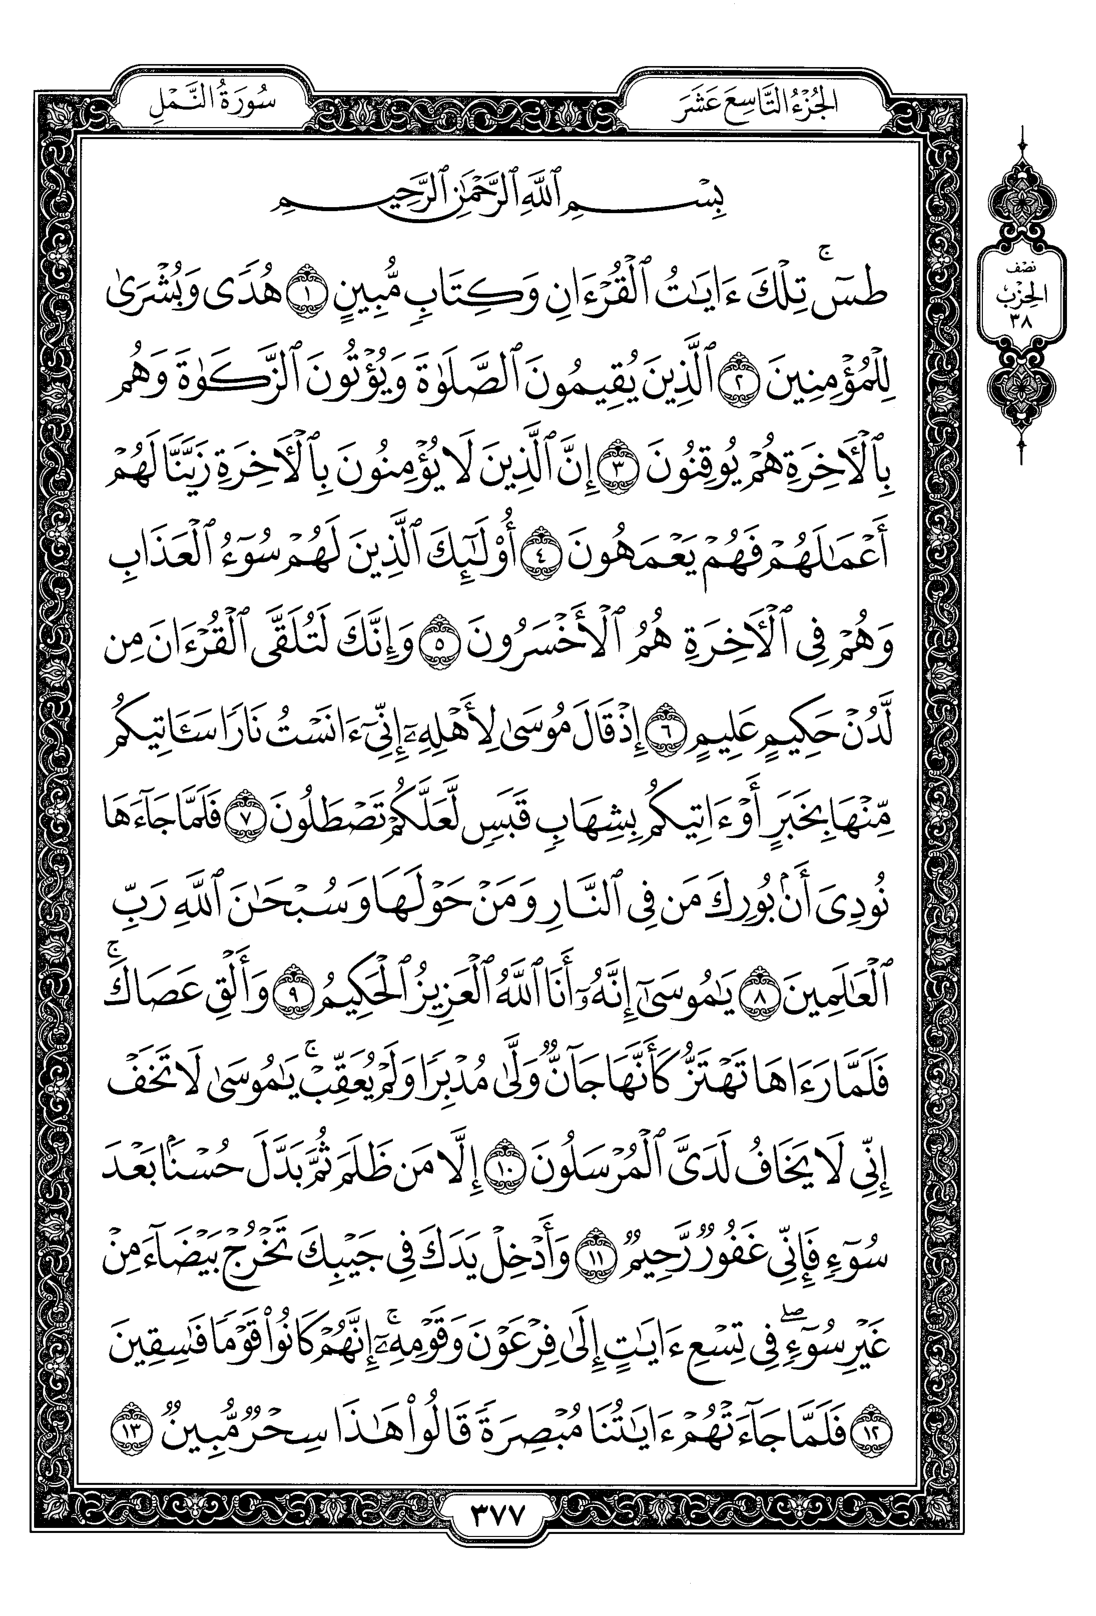 الجُزْءُ التَّاسِعَ عَشَرَ
سُورَةُ النَّمْلِ
نصْف
الحِزْبُ
٣٨
بِسْمِ ٱللَّهِ ٱلرَّحْمَٰنِ ٱلرَّحِيمِ
طسٓۚ تِلْكَ ءَايَٰتُ ٱلْقُرْءَانِ وَكِتَابٖ مُّبِينٍ ١ هُدٗى وَبُشْرَىٰ
لِلْمُؤْمِنِينَ ٢ ٱلَّذِينَ يُقِيمُونَ ٱلصَّلَوٰةَ وَيُؤْتُونَ ٱلزَّكَوٰةَ وَهُم
بِٱلْأٓخِرَةِ هُمْ يُوقِنُونَ ٣ إِنَّ ٱلَّذِينَ لَا يُؤْمِنُونَ بِٱلْأٓخِرَةِ زَيَّنَّا لَهُمْ
أَعْمَٰلَهُمْ فَهُمْ يَعْمَهُونَ ٤ أُوْلَٰٓئِكَ ٱلَّذِينَ لَهُمْ سُوٓءُ ٱلْعَذَابِ
وَهُمْ فِي ٱلْأٓخِرَةِ هُمُ ٱلْأَخْسَرُونَ ٥ وَإِنَّكَ لَتُلَقَّى ٱلْقُرْءَانَ مِن
لَّدُنْ حَكِيمٍ عَلِيمٍ ٦ إِذْ قَالَ مُوسَىٰ لِأَهْلِهِۦٓ إِنِّيٓ ءَانَسْتُ نَارٗا سَـَٔاتِيكُم
مِّنْهَا بِخَبَرٍ أَوْ ءَاتِيكُم بِشِهَابٖ قَبَسٖ لَّعَلَّكُمْ تَصْطَلُونَ ٧ فَلَمَّا جَآءَهَا
نُودِيَ أَنۢ بُورِكَ مَن فِي ٱلنَّارِ وَمَنْ حَوْلَهَا وَسُبْحَٰنَ ٱللَّهِ رَبِّ
ٱلْعَٰلَمِينَ ٨ يَٰمُوسَىٰٓ إِنَّهُۥٓ أَنَا ٱللَّهُ ٱلْعَزِيزُ ٱلْحَكِيمُ ٩ وَأَلْقِ عَصَاكَۚ
فَلَمَّا رَءَاهَا تَهْتَزُّ كَأَنَّهَا جَآنّٞ وَلَّىٰ مُدْبِرٗا وَلَمْ يُعَقِّبْۚ يَٰمُوسَىٰ لَا تَخَفْ
إِنِّي لَا يَخَافُ لَدَيَّ ٱلْمُرْسَلُونَ ١٠ إِلَّا مَن ظَلَمَ ثُمَّ بَدَّلَ حُسْنَۢا بَعْدَ
سُوٓءٖ فَإِنِّي غَفُورٞ رَّحِيمٞ ١١ وَأَدْخِلْ يَدَكَ فِي جَيْبِكَ تَخْرُجْ بَيْضَآءَ مِنْ
غَيْرِ سُوٓءٖۖ فِي تِسْعِ ءَايَٰتٍ إِلَىٰ فِرْعَوْنَ وَقَوْمِهِۦٓۚ إِنَّهُمْ كَانُواْ قَوْمٗا فَٰسِقِينَ
١٢ فَلَمَّا جَآءَتْهُمْ ءَايَٰتُنَا مُبْصِرَةٗ قَالُواْ هَٰذَا سِحْرٞ مُّبِينٞ ١٣
٣٧٧